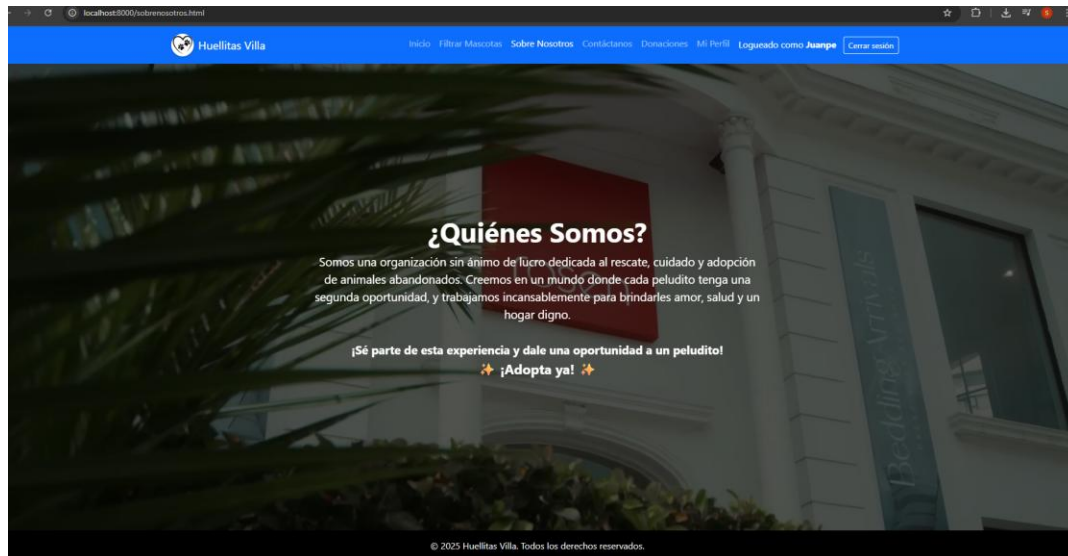 localhost:8000/sobrenosotros.html
Huellitas Villa
Inicio Filtrar Mascotas Sobre Nosotros Contáctanos Donaciones Mi Perfil Logueado como Juanpe Cerrar sesión
¿Quiénes Somos?
Somos una organización sin ánimo de lucro dedicada al rescate, cuidado y adopción
de animales abandonados. Creemos en un mundo donde cada peludito tenga una
segunda oportunidad, y trabajamos incansablemente para brindarles amor, salud y un
hogar digno.
¡Sé parte de esta experiencia y dale una oportunidad a un peludito!
✨ ¡Adopta ya! ✨
Bedding Arrivals
© 2025 Huellitas Villa. Todos los derechos reservados.